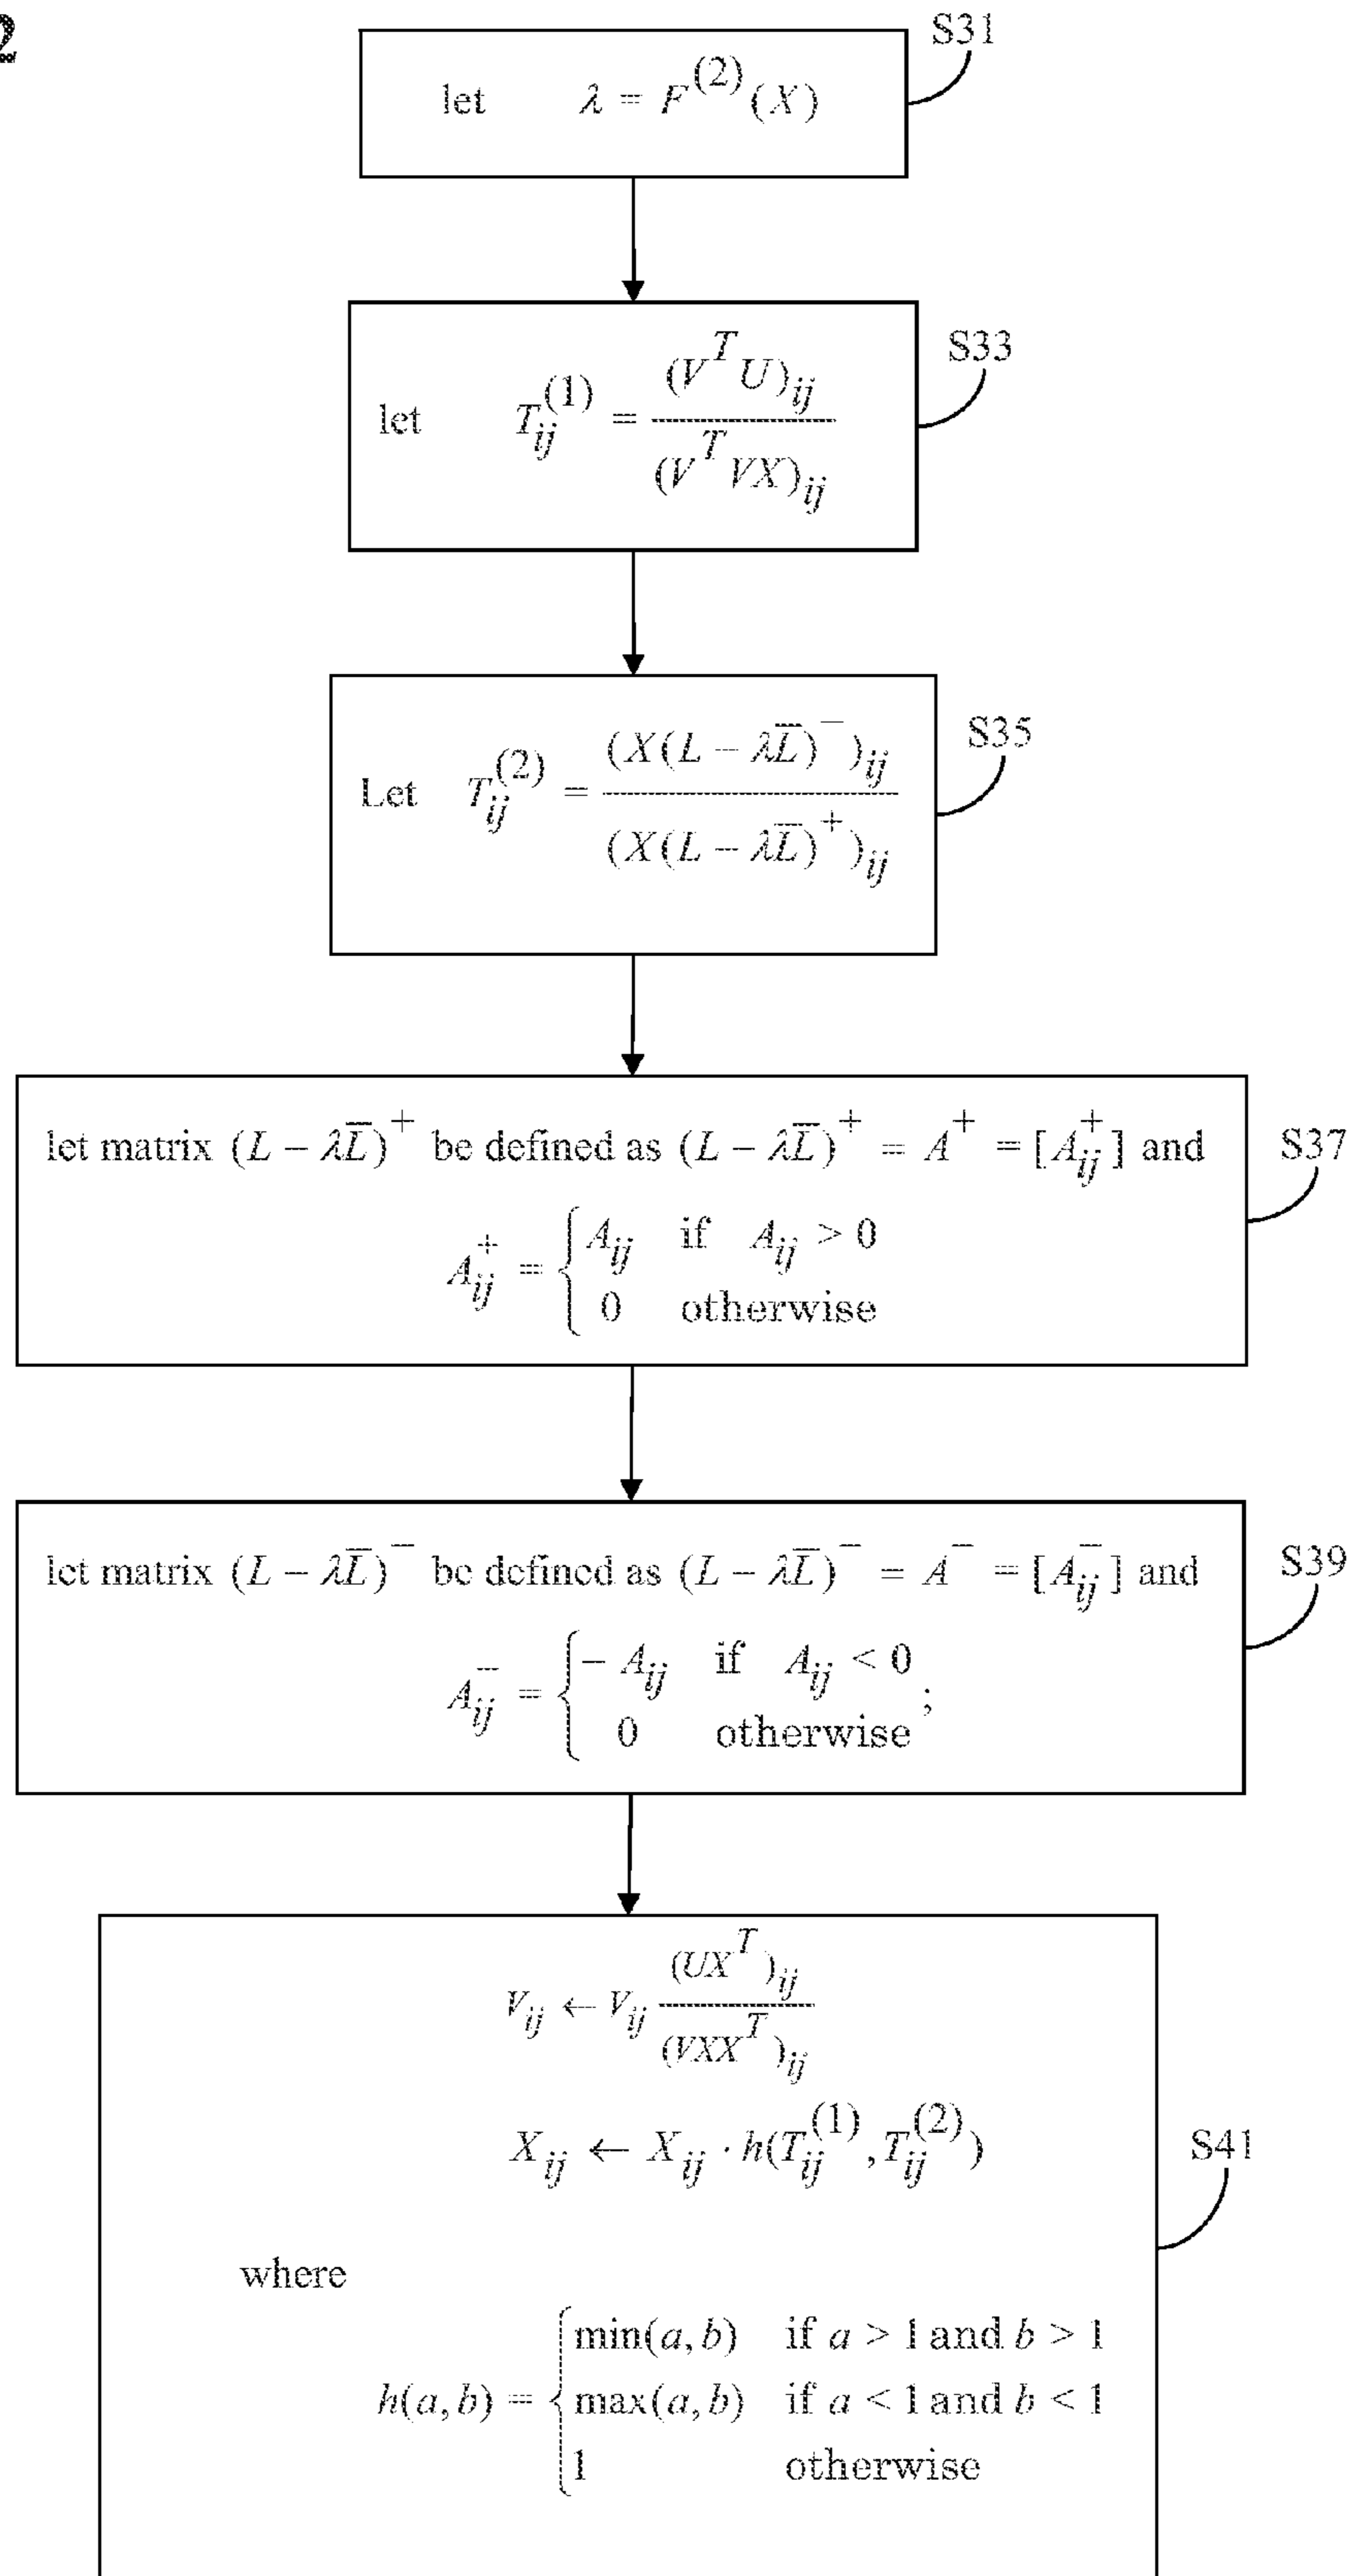 2
S31
let λ = F^(2)(X)
S33
let T_ij^(1) = (V^T U)_ij / (V^T VX)_ij
S35
Let T_ij^(2) = (X(L − λL̅)^−)_ij / (X(L − λL̅)^+)_ij
let matrix (L − λL̅)^+ be defined as (L − λL̅)^+ = A^+ = [A_ij^+] and
S37
A_ij^+ = { A_ij if A_ij > 0
0 otherwise
let matrix (L − λL̅)^− be defined as (L − λL̅)^− = A^− = [A_ij^−] and
S39
A_ij^− = { − A_ij if A_ij < 0
0 otherwise ;
V_ij ← V_ij (UX^T)_ij / (VXX^T)_ij
X_ij ← X_ij · h(T_ij^(1), T_ij^(2))
S41
where
h(a, b) = { min(a, b) if a > 1 and b > 1
max(a, b) if a < 1 and b < 1
1 otherwise